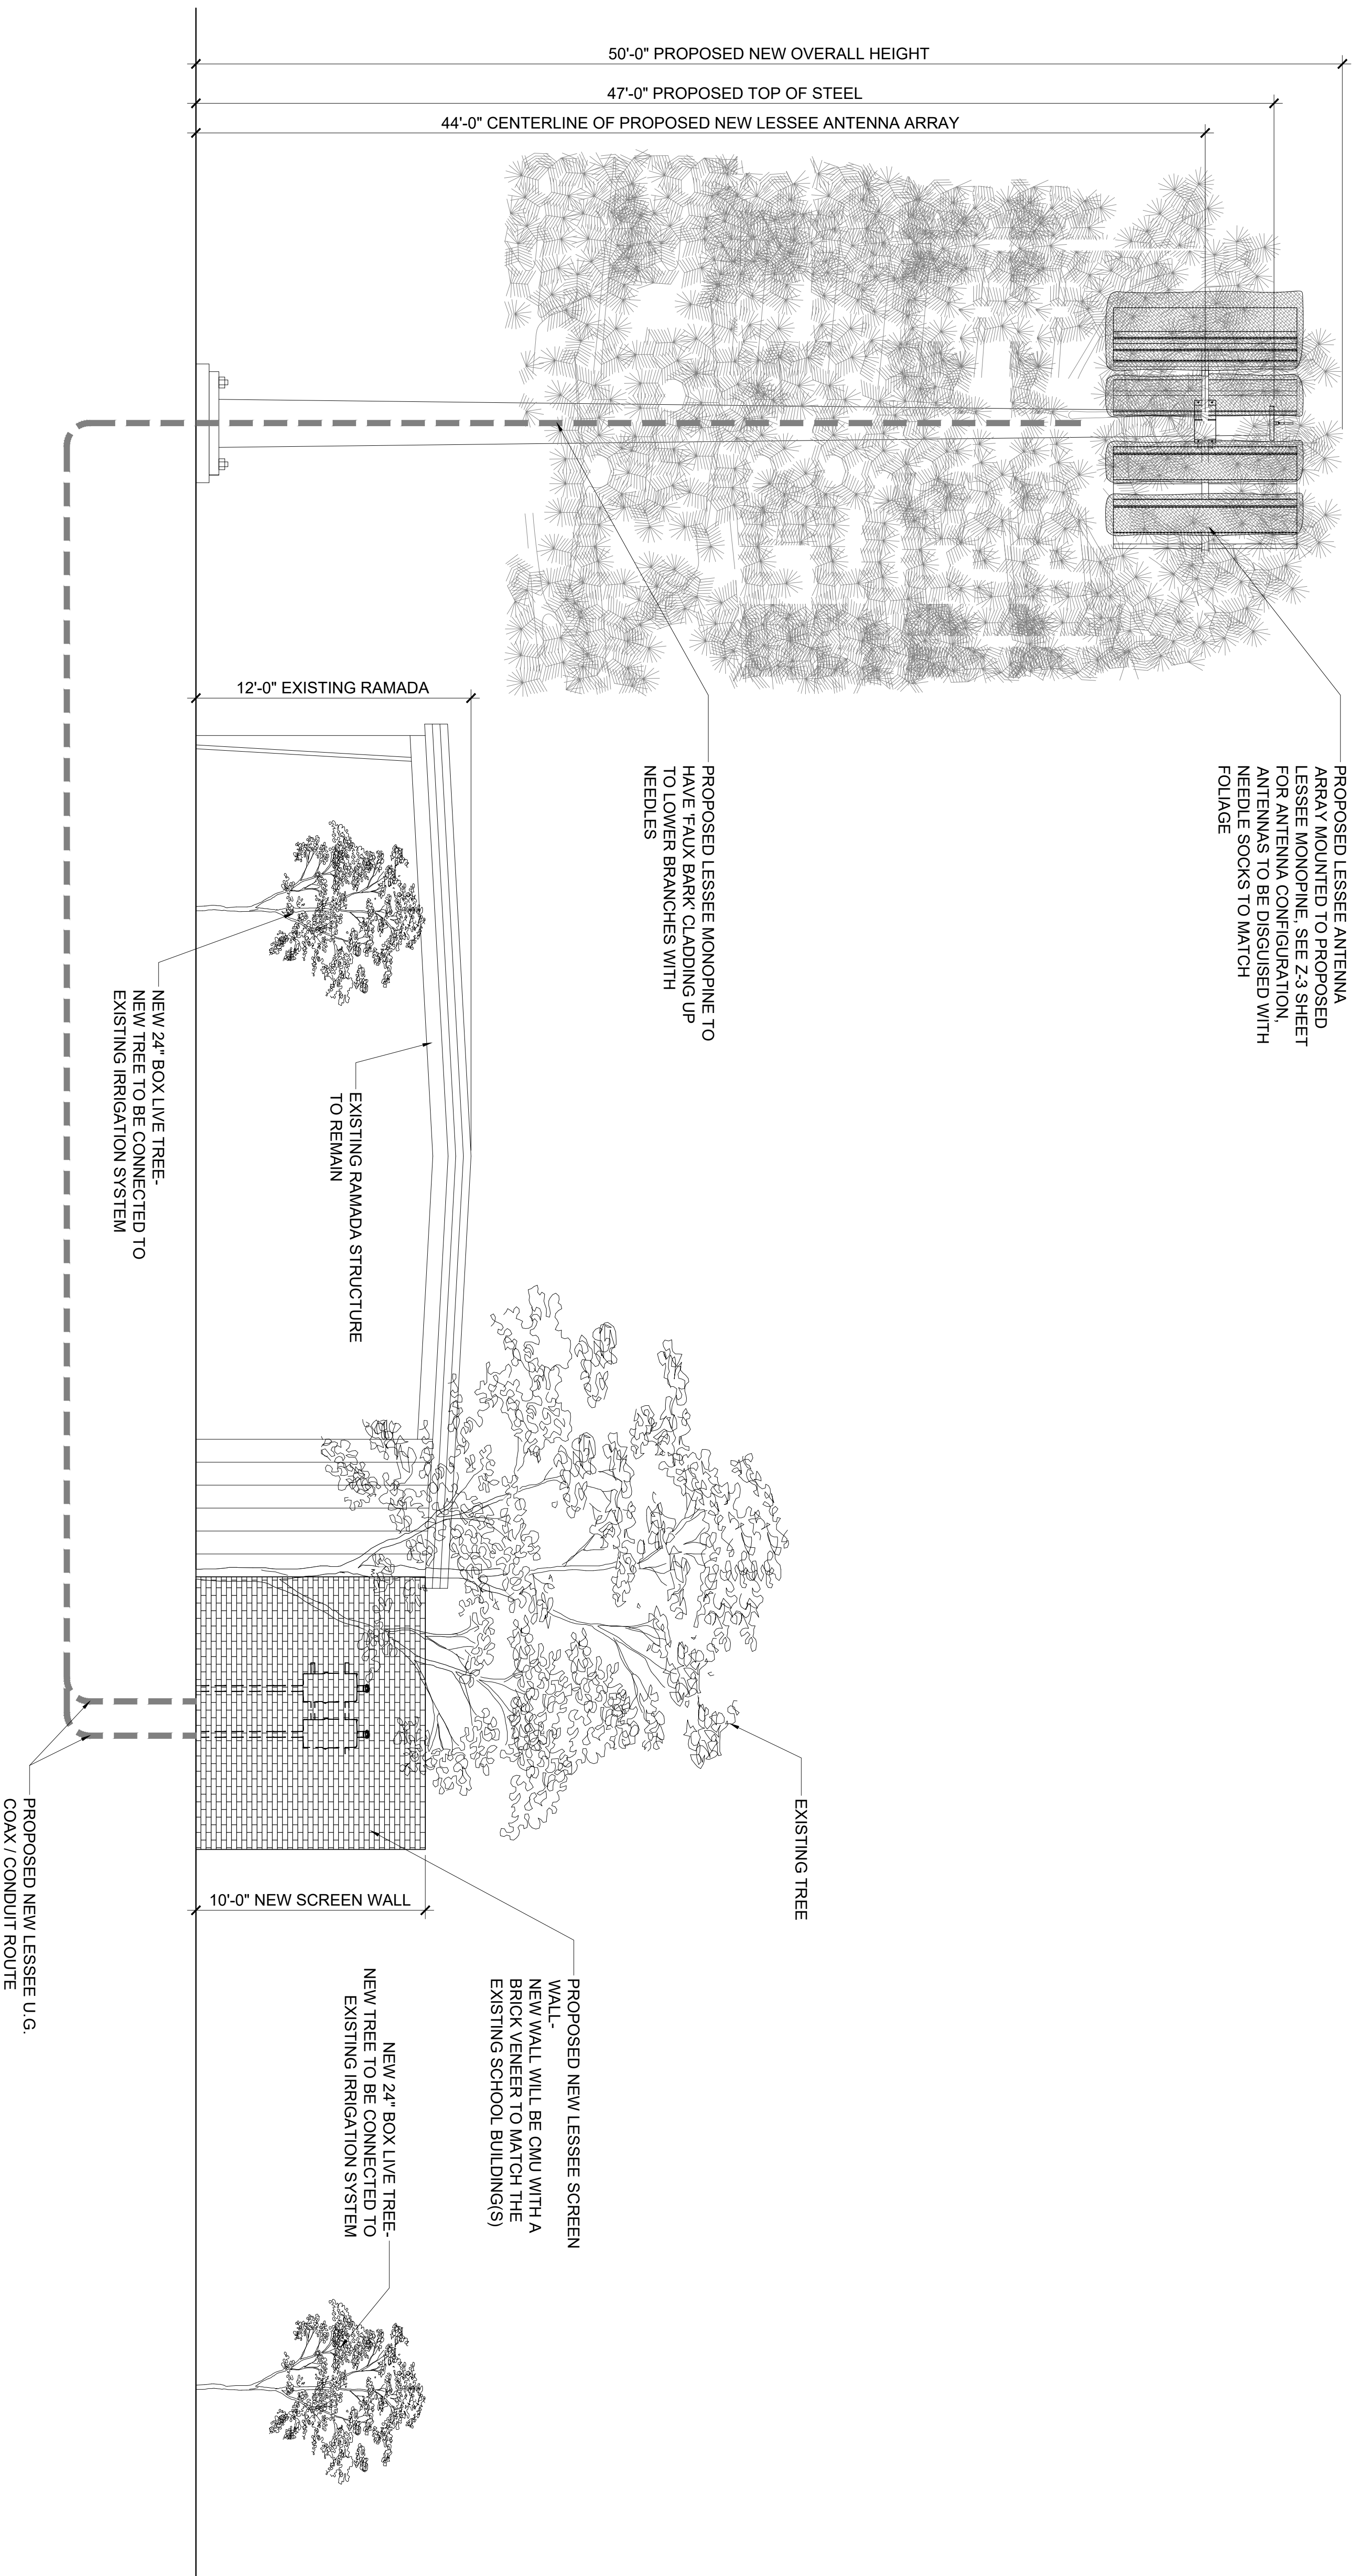 50'-0" PROPOSED NEW OVERALL HEIGHT
47'-0" PROPOSED TOP OF STEEL
44'-0" CENTERLINE OF PROPOSED NEW LESSEE ANTENNA ARRAY
PROPOSED LESSEE ANTENNA
ARRAY MOUNTED TO PROPOSED
LESSEE MONOPINE, SEE Z-3 SHEET
FOR ANTENNA CONFIGURATION,
ANTENNAS TO BE DISGUISED WITH
NEEDLE SOCKS TO MATCH
FOLIAGE
PROPOSED LESSEE MONOPINE TO
HAVE 'FAUX BARK' CLADDING UP
TO LOWER BRANCHES WITH
NEEDLES
12'-0" EXISTING RAMADA
NEW 24" BOX LIVE TREE-
NEW TREE TO BE CONNECTED TO
EXISTING IRRIGATION SYSTEM
EXISTING RAMADA STRUCTURE
TO REMAIN
EXISTING TREE
10'-0" NEW SCREEN WALL
PROPOSED NEW LESSEE SCREEN
WALL-
NEW WALL WILL BE CMU WITH A
BRICK VENEER TO MATCH THE
EXISTING SCHOOL BUILDING(S)
NEW 24" BOX LIVE TREE-
NEW TREE TO BE CONNECTED TO
EXISTING IRRIGATION SYSTEM
PROPOSED NEW LESSEE U.G.
COAX / CONDUIT ROUTE